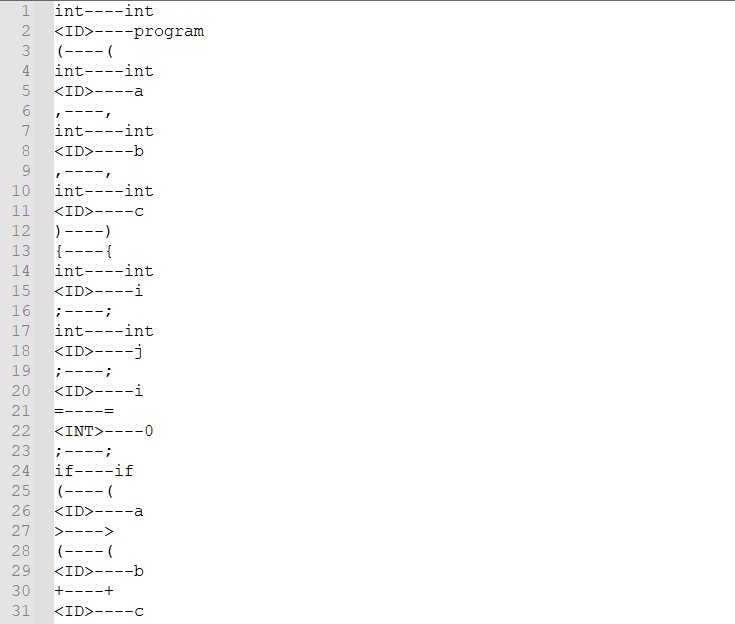 1 int----int
2 <ID>----program
3 (----(
4 int----int
5 <ID>----a
6 ,----,
7 int----int
8 <ID>----b
9 ,----,
10 int----int
11 <ID>----c
12 )----)
13 {----{
14 int----int
15 <ID>----i
16 ;----;
17 int----int
18 <ID>----j
19 ;----;
20 <ID>----i
21 =----=
22 <INT>----0
23 ;----;
24 if----if
25 (----(
26 <ID>----a
27 >---->
28 (----(
29 <ID>----b
30 +----+
31 <ID>----c